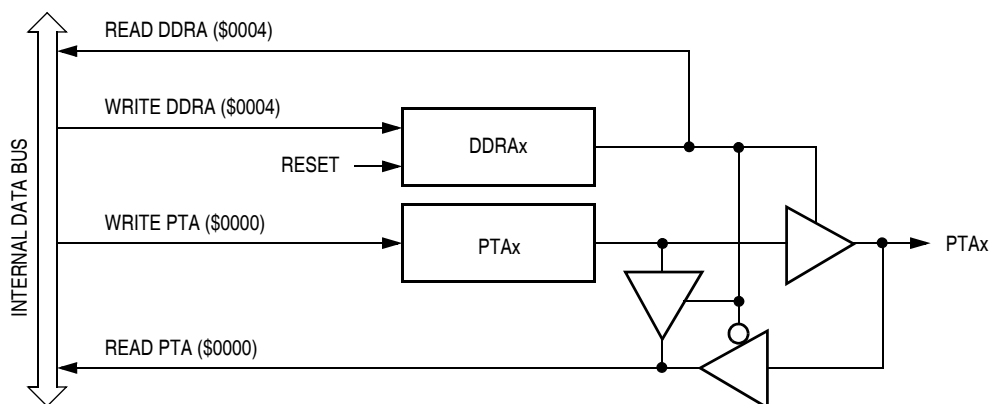 READ DDRA ($0004)
WRITE DDRA ($0004)
DDRAx
RESET
WRITE PTA ($0000)
PTAx
PTAx
READ PTA ($0000)
INTERNAL DATA BUS